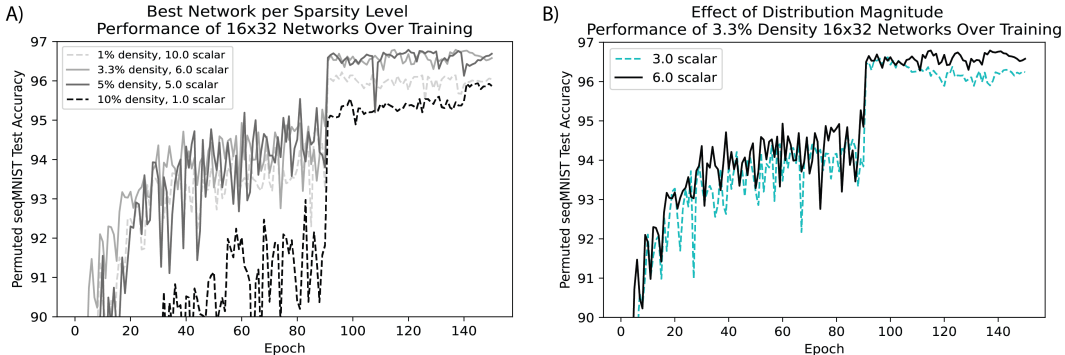 A)
Best Network per Sparsity Level
Performance of 16x32 Networks Over Training
Permuted seqMNIST Test Accuracy
97
96
95
94
93
92
91
90
1% density, 10.0 scalar
3.3% density, 6.0 scalar
5% density, 5.0 scalar
10% density, 1.0 scalar
0 20 40 60 80 100 120 140
Epoch
B)
Effect of Distribution Magnitude
Performance of 3.3% Density 16x32 Networks Over Training
Permuted seqMNIST Test Accuracy
97
96
95
94
93
92
91
90
3.0 scalar
6.0 scalar
0 20 40 60 80 100 120 140
Epoch